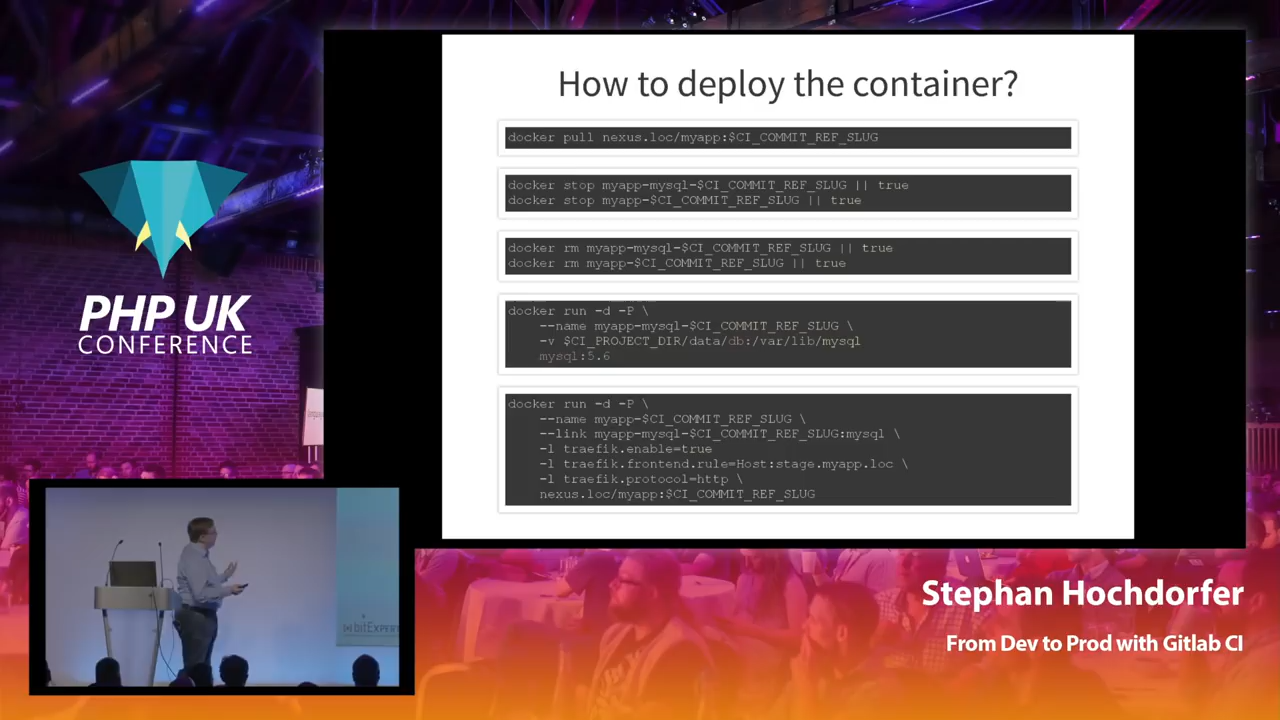 How to deploy the container?
docker pull nexus.loc/myapp:$CI_COMMIT_REF_SLUG
docker stop myapp-mysql-$CI_COMMIT_REF_SLUG || true
docker stop myapp-$CI_COMMIT_REF_SLUG || true
docker rm myapp-mysql-$CI_COMMIT_REF_SLUG || true
docker rm myapp-$CI_COMMIT_REF_SLUG || true
docker run -d -P \
--name myapp-mysql-$CI_COMMIT_REF_SLUG \
-v $CI_PROJECT_DIR/data/db:/var/lib/mysql
mysql:5.6
docker run -d -P \
--name myapp-$CI_COMMIT_REF_SLUG \
--link myapp-mysql-$CI_COMMIT_REF_SLUG:mysql \
-l traefik.enable=true
-l traefik.frontend.rule=Host:stage.myapp.loc \
-l traefik.protocol=http \
nexus.loc/myapp:$CI_COMMIT_REF_SLUG
PHP UK
CONFERENCE
bitExpert
Stephan Hochdorfer
From Dev to Prod with Gitlab CI